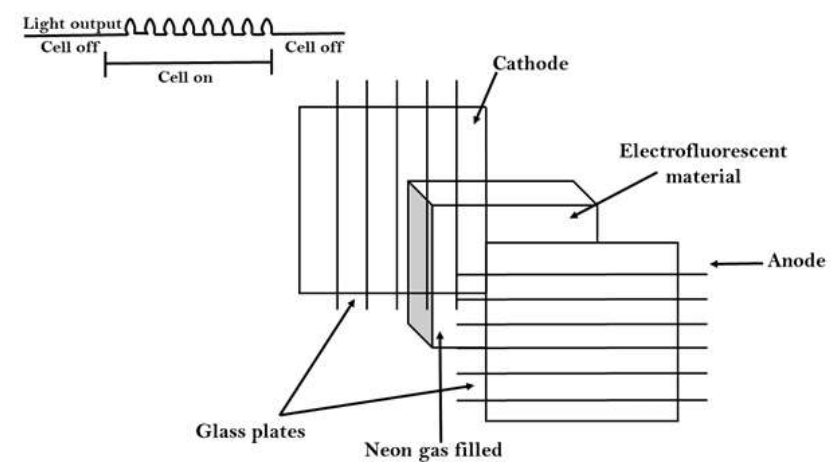 Light output
Cell off
Cell off
Cell on
Cathode
Electrofluorescent
material
Anode
Glass plates
Neon gas filled